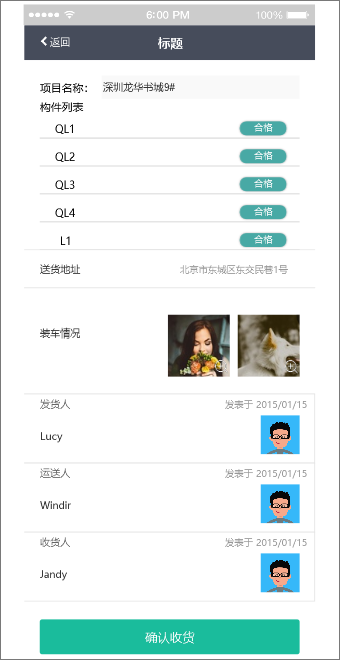 6:00 PM 100%
返回 标题
项目名称： 深圳龙华书城9#
构件列表
QL1 合格
QL2 合格
QL3 合格
QL4 合格
L1 合格
送货地址 北京市东城区东交民巷1号
装车情况
发货人 发表于 2015/01/15
Lucy
运送人 发表于 2015/01/15
Windir
收货人 发表于 2015/01/15
Jandy
确认收货